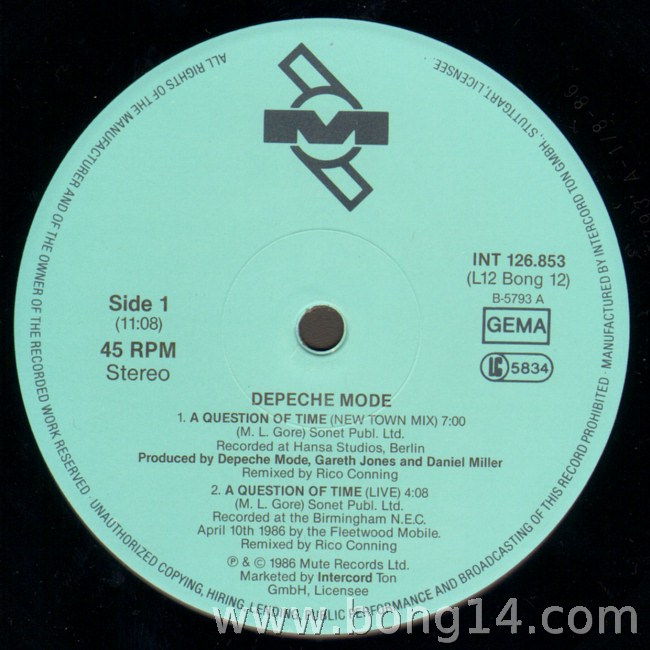 M
INT 126.853
(L12 Bong 12)
B-5793 A
GEMA
LC 5834
Side 1
(11:08)
45 RPM
Stereo
DEPECHE MODE
1. A QUESTION OF TIME (NEW TOWN MIX) 7:00
(M. L. Gore) Sonet Publ. Ltd.
Recorded at Hansa Studios, Berlin
Produced by Depeche Mode, Gareth Jones and Daniel Miller
Remixed by Rico Conning
2. A QUESTION OF TIME (LIVE) 4:08
(M. L. Gore) Sonet Publ. Ltd.
Recorded at the Birmingham N.E.C.
April 10th 1986 by the Fleetwood Mobile.
Remixed by Rico Conning
℗ & © 1986 Mute Records Ltd.
Marketed by Intercord Ton
GmbH, Licensee
ALL RIGHTS OF THE MANUFACTURER AND OF THE OWNER OF THE RECORDED WORK RESERVED · UNAUTHORIZED COPYING, HIRING, LENDING, PUBLIC PERFORMANCE AND BROADCASTING OF THIS RECORD PROHIBITED · MANUFACTURED BY INTERCORD TON GMBH., STUTTGART, LICENSEE
www.bong14.com